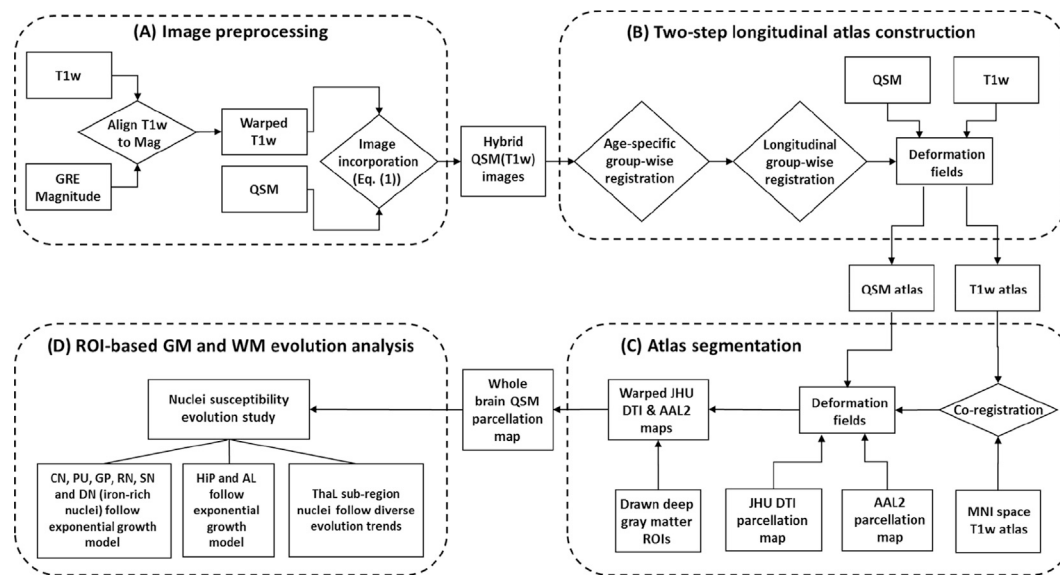 (A) Image preprocessing
T1w
Align T1w
to Mag
GRE
Magnitude
Warped
T1w
QSM
Image
incorporation
(Eq. (1))
Hybrid
QSM(T1w)
images
(B) Two-step longitudinal atlas construction
Age-specific
group-wise
registration
Longitudinal
group-wise
registration
QSM
T1w
Deformation
fields
QSM atlas
T1w atlas
(C) Atlas segmentation
Co-registration
MNI space
T1w atlas
Deformation
fields
JHU DTI
parcellation
map
AAL2
parcellation
map
Warped JHU
DTI & AAL2
maps
Drawn deep
gray matter
ROIs
Whole
brain QSM
parcellation
map
(D) ROI-based GM and WM evolution analysis
Nuclei susceptibility
evolution study
CN, PU, GP, RN, SN
and DN (iron-rich
nuclei) follow
exponential growth
model
HiP and AL
follow
exponential
growth
model
ThaL sub-region
nuclei follow diverse
evolution trends